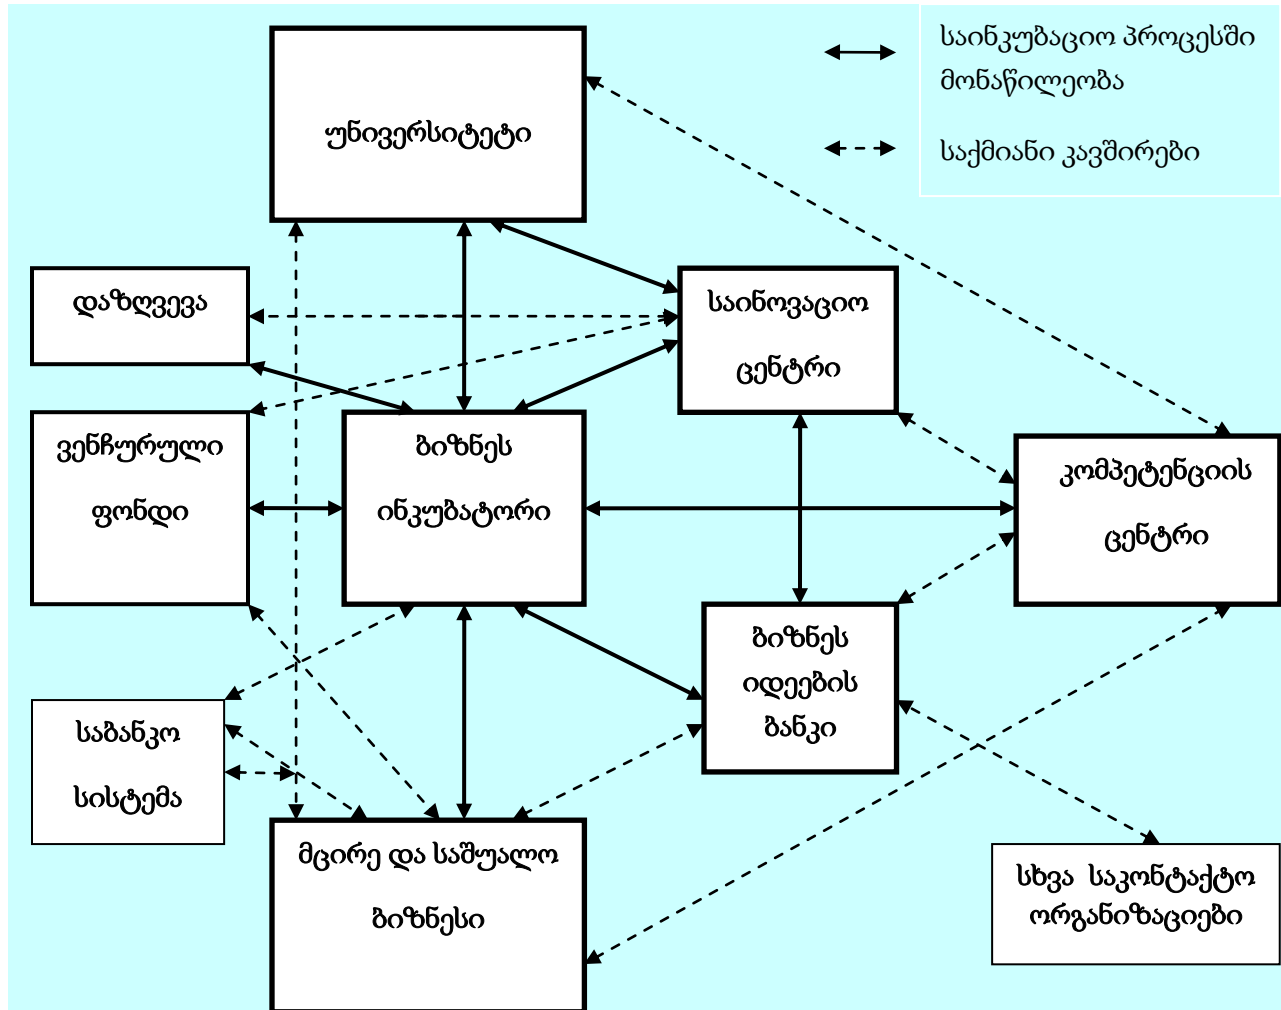 საინკუბაციო პროცესში
მონაწილეობა
საქმიანი კავშირები
უნივერსიტეტი
დაზღვევა
საინოვაციო
ცენტრი
ვენჩურული
ფონდი
ბიზნეს
ინკუბატორი
კომპეტენციის
ცენტრი
ბიზნეს
იდეების
ბანკი
საბანკო
სისტემა
მცირე და საშუალო
ბიზნესი
სხვა საკონტაქტო
ორგანიზაციები